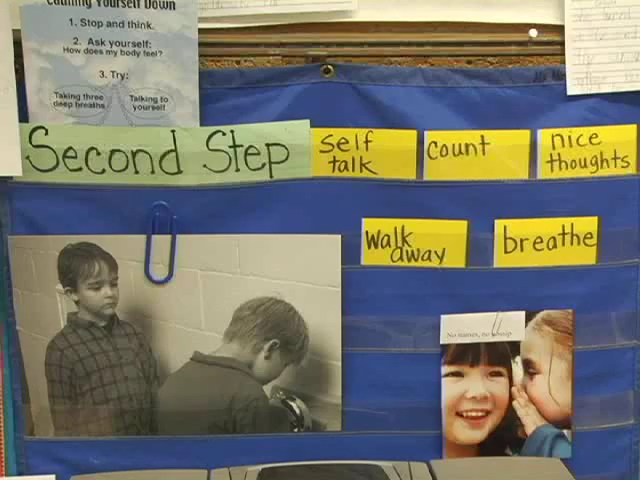 Calming Yourself Down
1. Stop and think.
2. Ask yourself:
How does my body feel?
3. Try:
Taking three
deep breaths
Talking to
yourself
Second Step
self
talk
count
nice
thoughts
walk
away
breathe
No names, no gossip